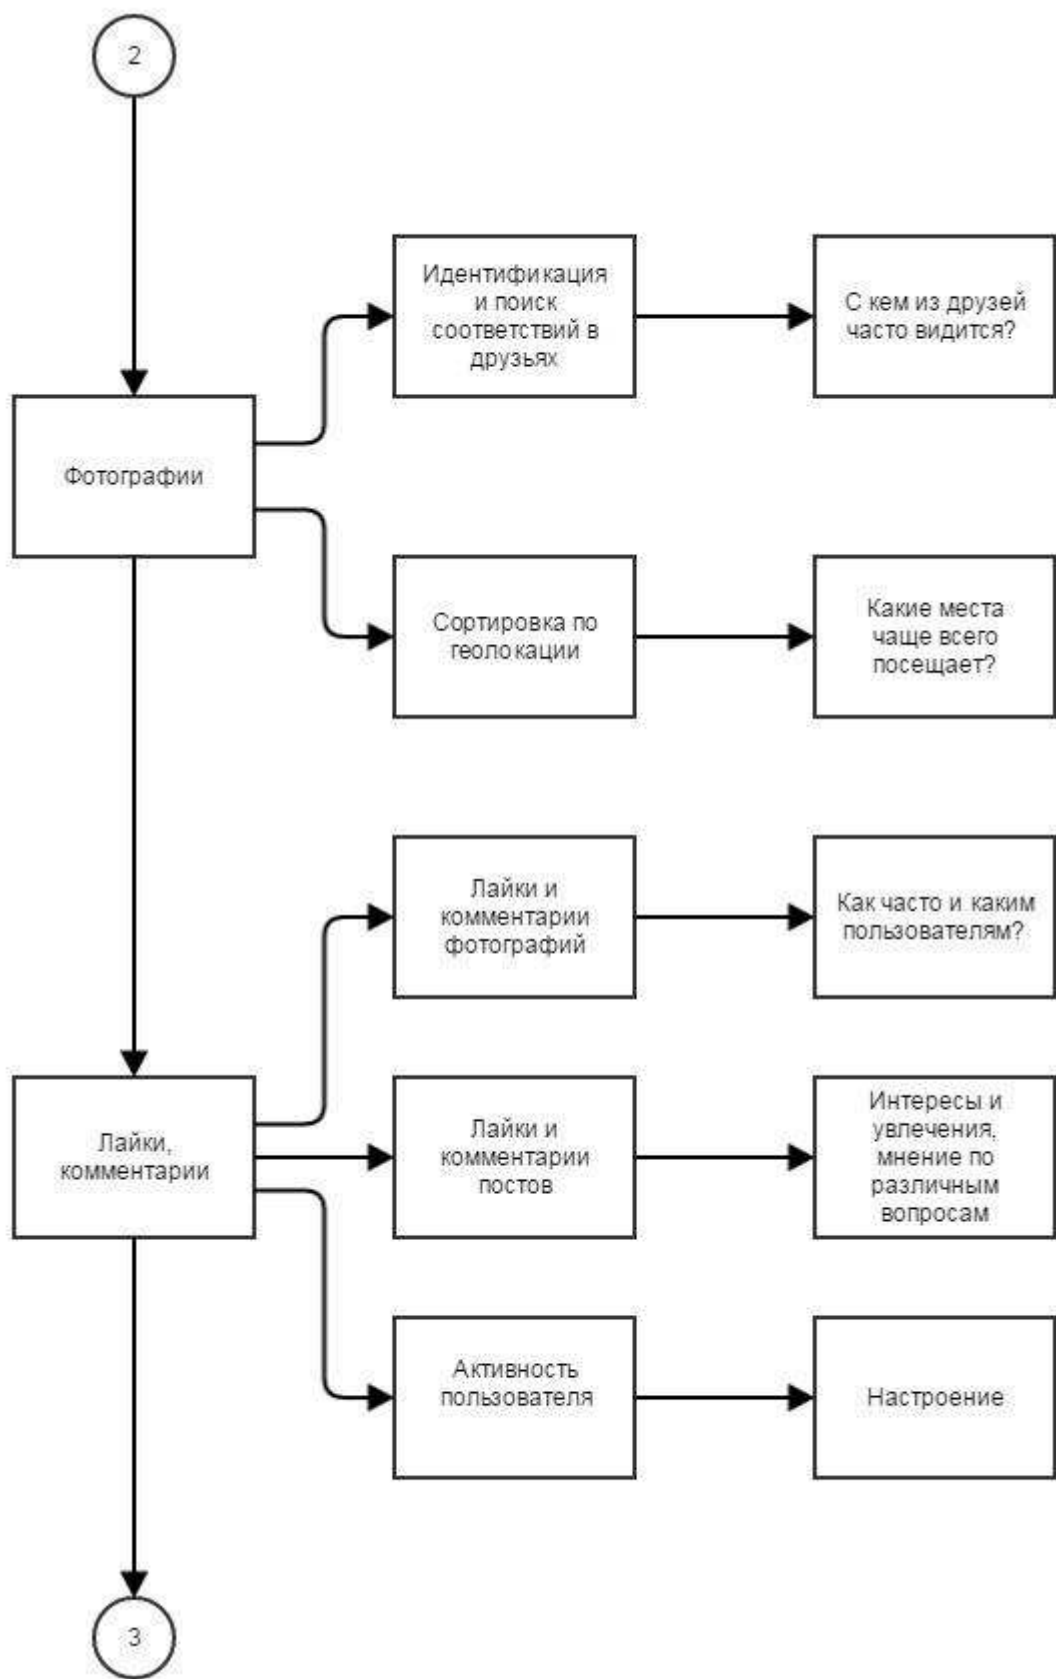 2
Идентификация
и поиск
соответствий в
друзьях
С кем из друзей
часто видится?
Фотографии
Сортировка по
геолокации
Какие места
чаще всего
посещает?
Лайки и
комментарии
фотографий
Как часто и каким
пользователям?
Лайки,
комментарии
Лайки и
комментарии
постов
Интересы и
увлечения,
мнение по
различным
вопросам
Активность
пользователя
Настроение
3